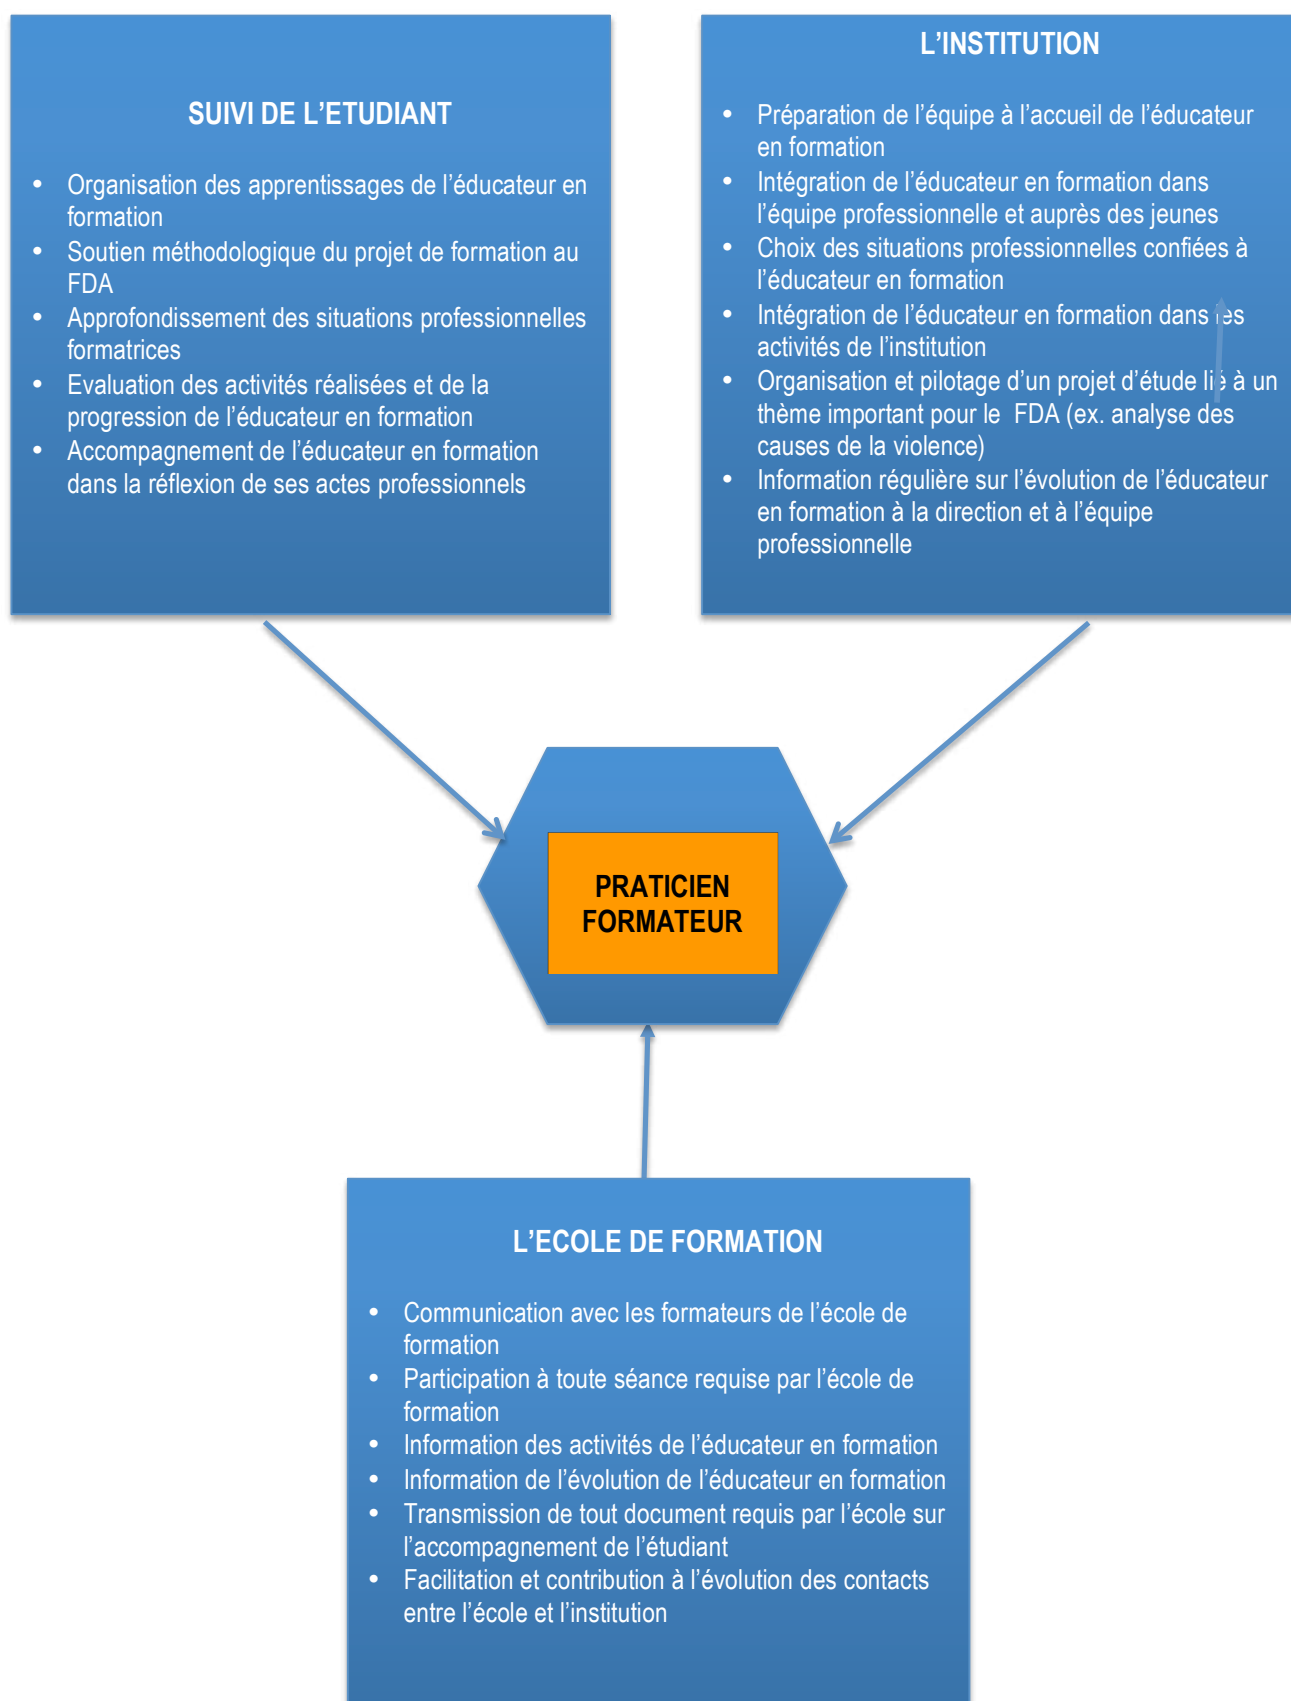 SUIVI DE L’ETUDIANT
• Organisation des apprentissages de l’éducateur en
formation
• Soutien méthodologique du projet de formation au
FDA
• Approfondissement des situations professionnelles
formatrices
• Evaluation des activités réalisées et de la
progression de l’éducateur en formation
• Accompagnement de l’éducateur en formation
dans la réflexion de ses actes professionnels
L’INSTITUTION
• Préparation de l’équipe à l’accueil de l’éducateur
en formation
• Intégration de l’éducateur en formation dans
l’équipe professionnelle et auprès des jeunes
• Choix des situations professionnelles confiées à
l’éducateur en formation
• Intégration de l’éducateur en formation dans les
activités de l’institution
• Organisation et pilotage d’un projet d’étude lié à un
thème important pour le  FDA (ex. analyse des
causes de la violence)
• Information régulière sur l’évolution de l’éducateur
en formation à la direction et à l’équipe
professionnelle
PRATICIEN
FORMATEUR
L’ECOLE DE FORMATION
• Communication avec les formateurs de l’école de
formation
• Participation à toute séance requise par l’école de
formation
• Information des activités de l’éducateur en formation
• Information de l’évolution de l’éducateur en formation
• Transmission de tout document requis par l’école sur
l’accompagnement de l’étudiant
• Facilitation et contribution à l’évolution des contacts
entre l’école et l’institution